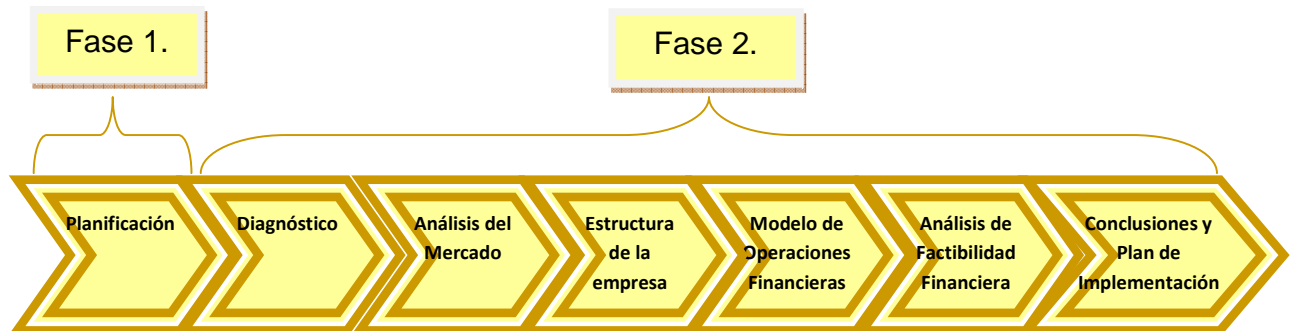 Fase 1.
Fase 2.
Planificación
Diagnóstico
Análisis del
Mercado
Estructura
de la
empresa
Modelo de
Operaciones
Financieras
Análisis de
Factibilidad
Financiera
Conclusiones y
Plan de
Implementación